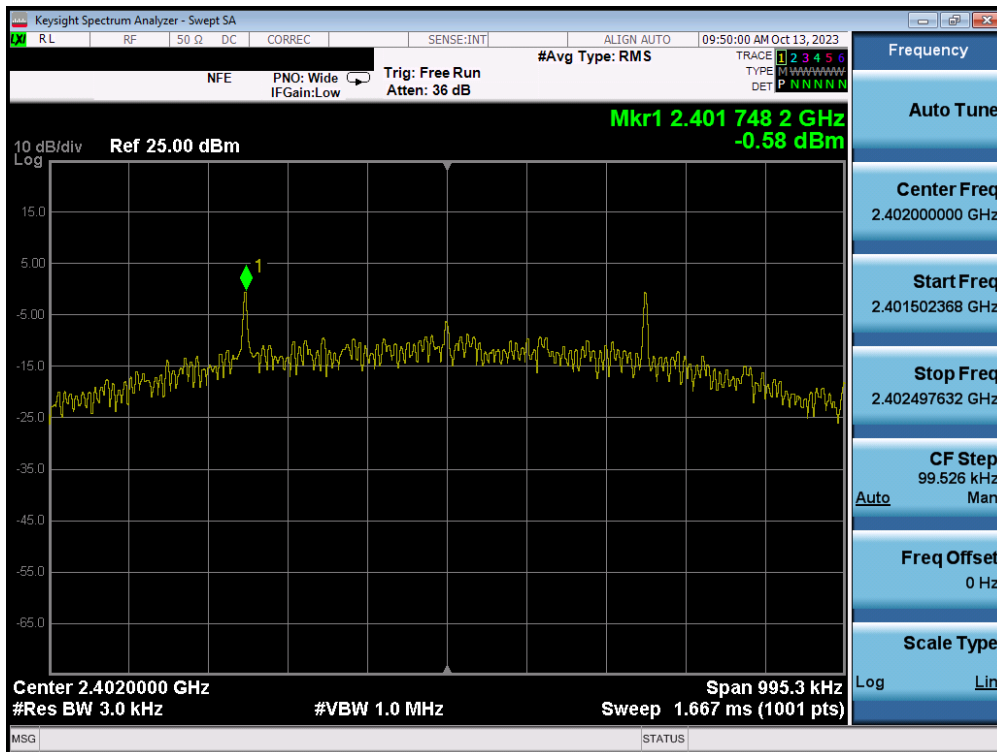 Keysight Spectrum Analyzer - Swept SA
LXI RL RF 50 Ω DC CORREC SENSE:INT ALIGN AUTO 09:50:00 AM Oct 13, 2023
NFE PNO: Wide Trig: Free Run #Avg Type: RMS TRACE 1 2 3 4 5 6
IFGain:Low Atten: 36 dB TYPE M WWWWW
DET P N N N N N
Mkr1 2.401 748 2 GHz
-0.58 dBm
10 dB/div Ref 25.00 dBm
Log
15.0
5.00
1
-5.00
-15.0
-25.0
-35.0
-45.0
-55.0
-65.0
Center 2.4020000 GHz Span 995.3 kHz
#Res BW 3.0 kHz #VBW 1.0 MHz Sweep 1.667 ms (1001 pts)
MSG STATUS
Frequency
Auto Tune
Center Freq
2.402000000 GHz
Start Freq
2.401502368 GHz
Stop Freq
2.402497632 GHz
CF Step
99.526 kHz
Auto Man
Freq Offset
0 Hz
Scale Type
Log Lin